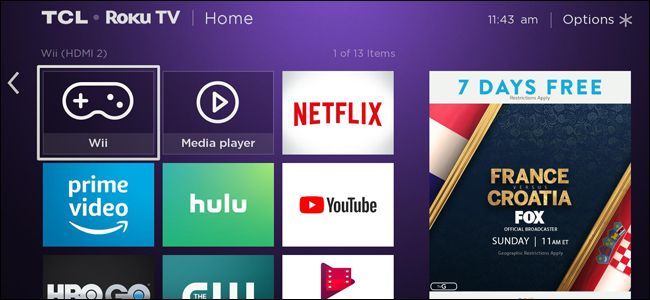 TCL • Roku TV | Home
11:43 am | Options
Wii (HDMI 2)
1 of 13 Items
Wii
Media player
NETFLIX
prime video
hulu
YouTube
HBO GO
THE CW
7 DAYS FREE
Restrictions Apply
FRANCE
VERSUS
CROATIA
FOX
OFFICIAL BROADCASTER
SUNDAY | 11AM ET
Geographic Restrictions Apply